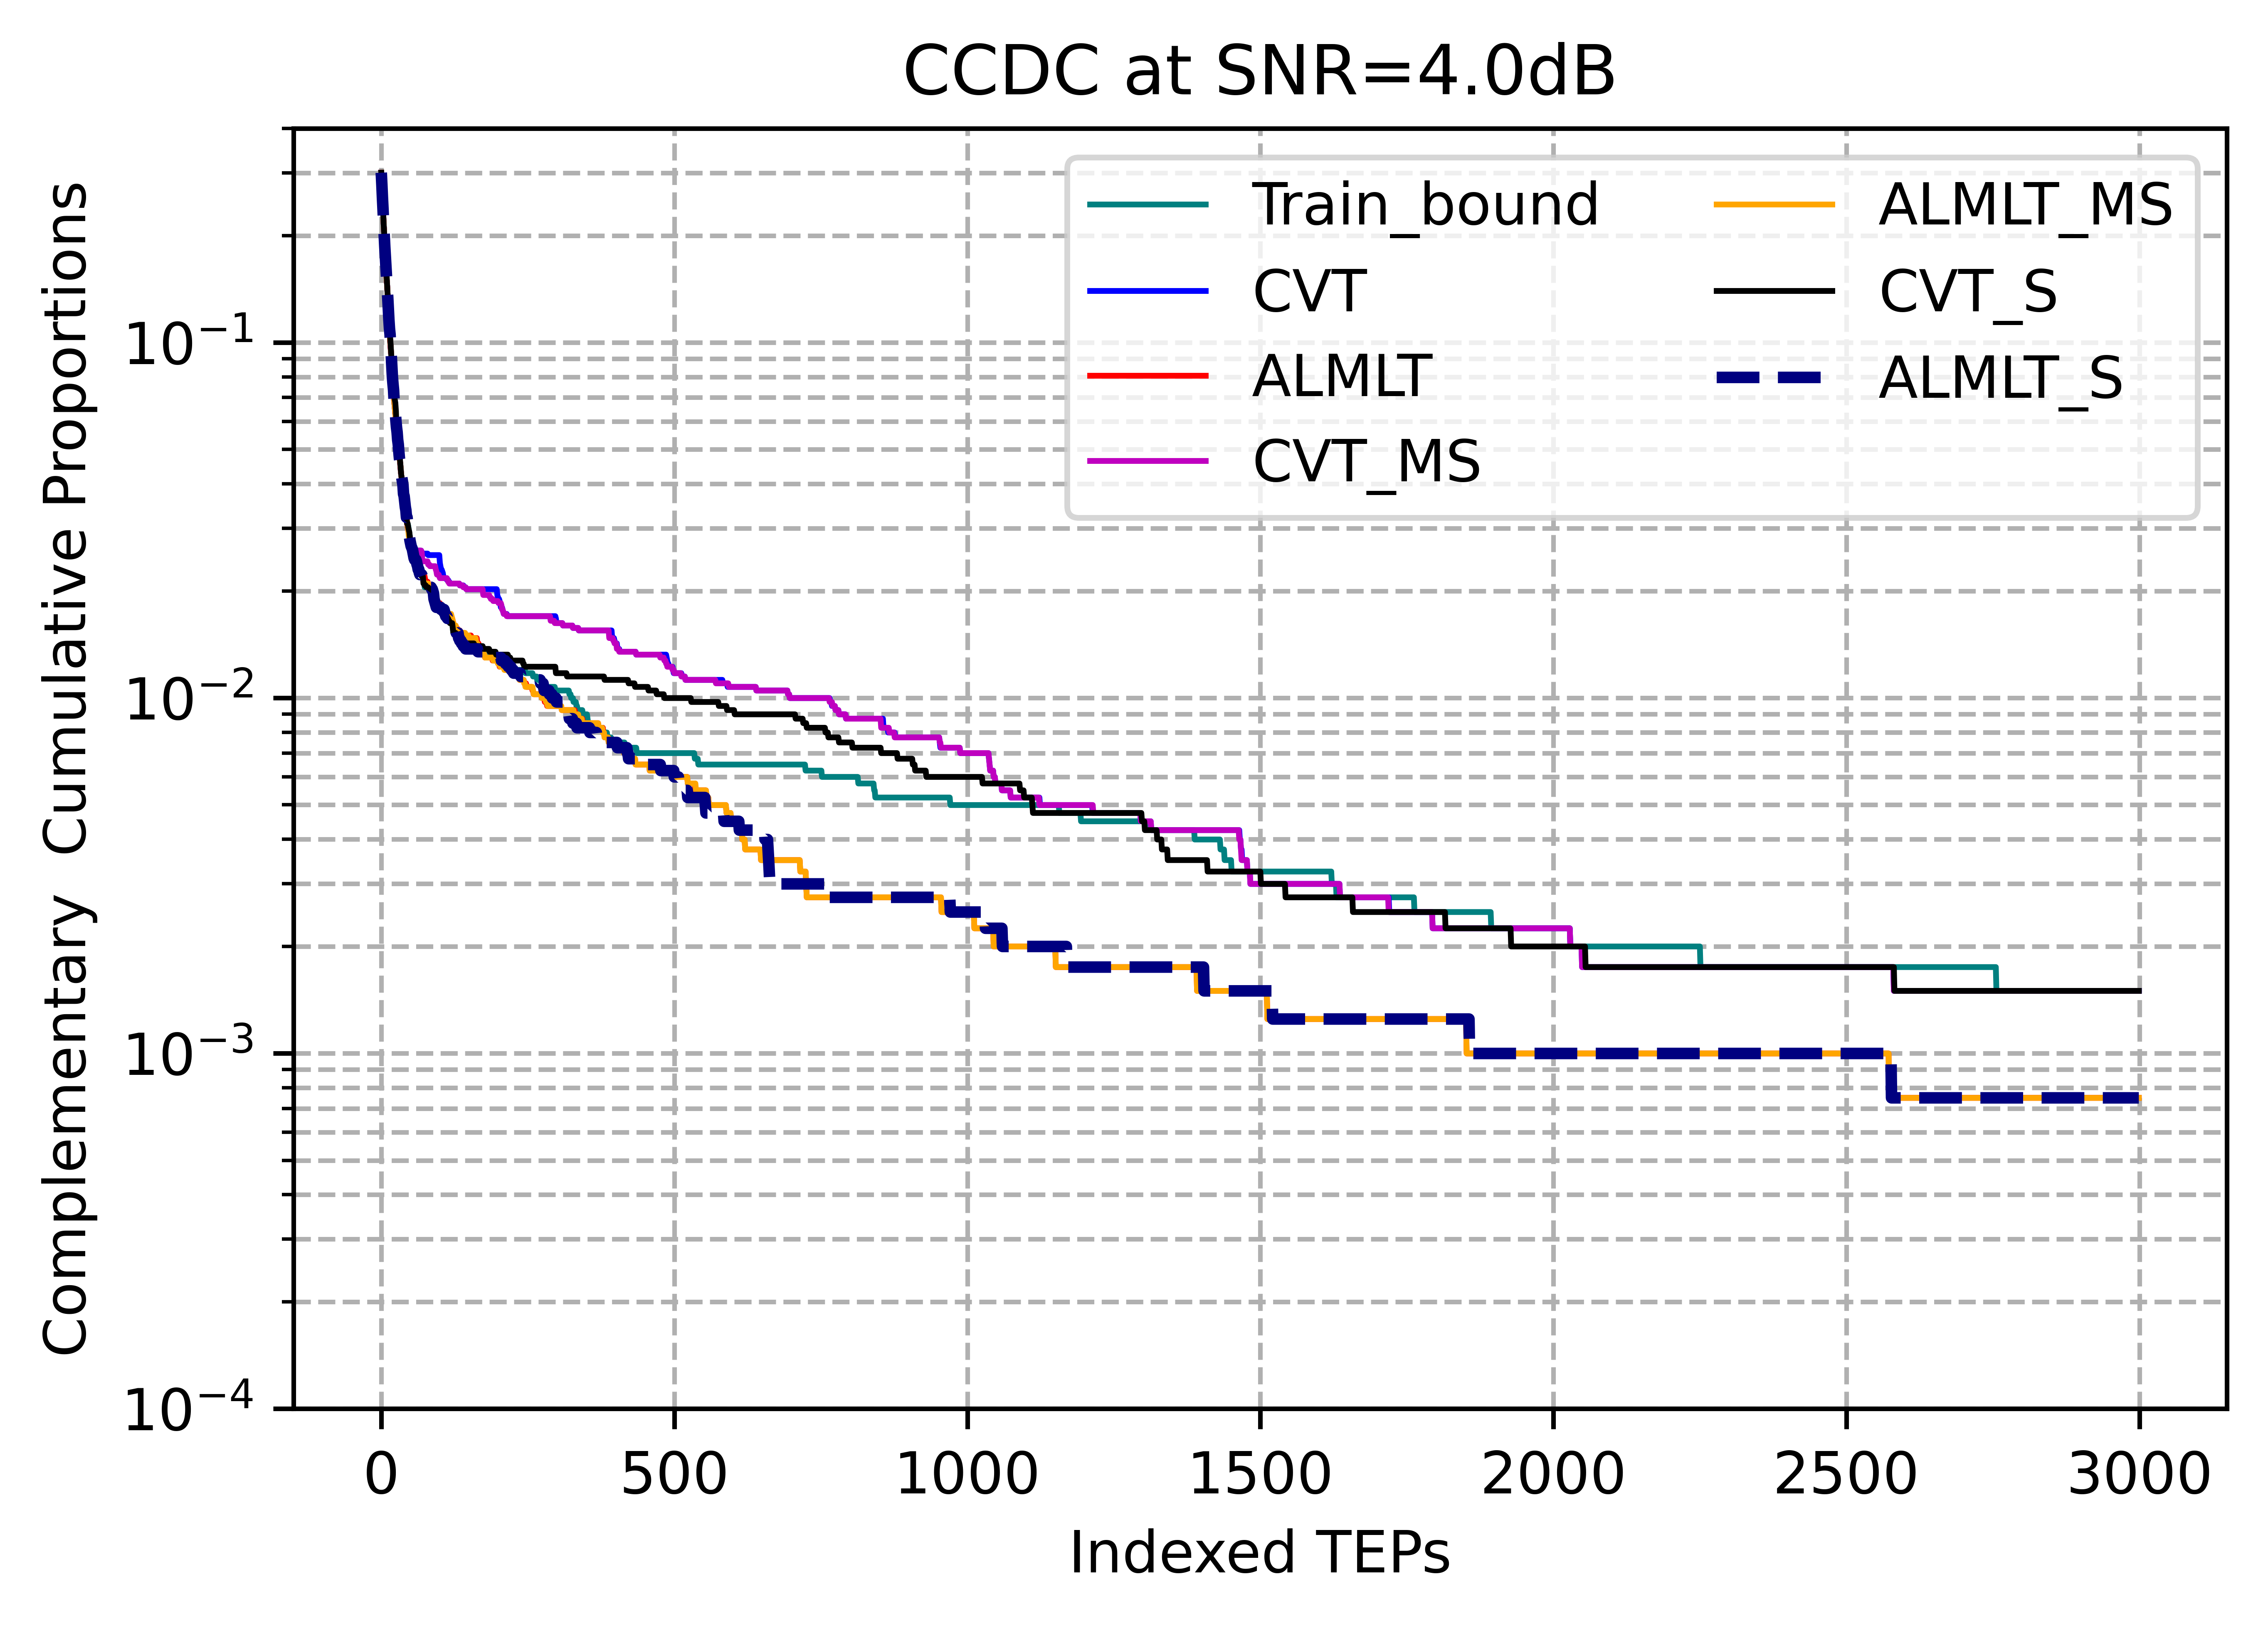 CCDC at SNR=4.0dB
Complementary Cumulative Proportions
10⁻¹
10⁻²
10⁻³
10⁻⁴
Train_bound
CVT
ALMLT
CVT_MS
ALMLT_MS
CVT_S
ALMLT_S
0 500 1000 1500 2000 2500 3000
Indexed TEPs